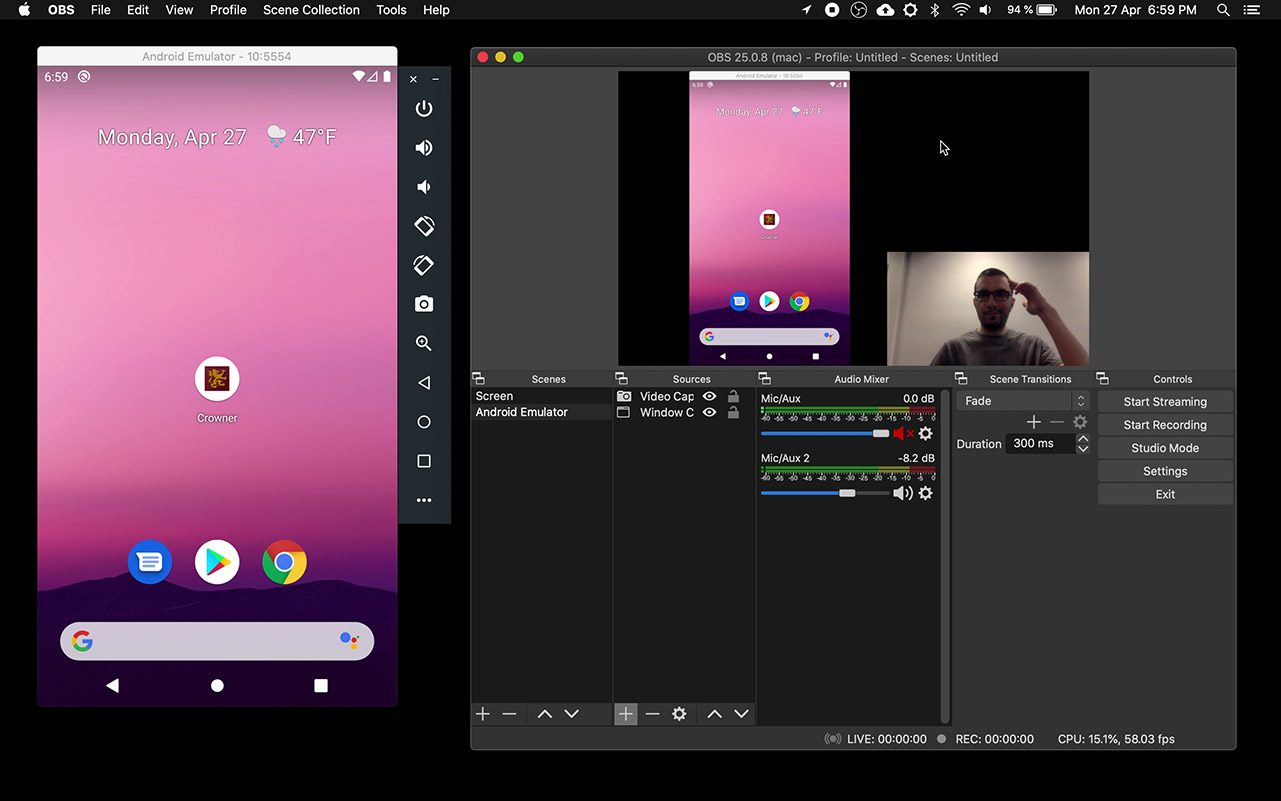 OBS File Edit View Profile Scene Collection Tools Help 94 % Mon 27 Apr 6:59 PM
Android Emulator - 10:5554
6:59
Monday, Apr 27 47°F
Crowner
OBS 25.0.8 (mac) - Profile: Untitled - Scenes: Untitled
Android Emulator - 10:5554
6:59
Monday, Apr 27 47°F
Crowner
Scenes
Screen
Android Emulator
Sources
Video Cap
Window C
Audio Mixer
Mic/Aux 0.0 dB
-60 -55 -50 -45 -40 -35 -30 -25 -20 -15 -10 -5 0
Mic/Aux 2 -8.2 dB
-60 -55 -50 -45 -40 -35 -30 -25 -20 -15 -10 -5 0
Scene Transitions
Fade
Duration 300 ms
Controls
Start Streaming
Start Recording
Studio Mode
Settings
Exit
LIVE: 00:00:00 REC: 00:00:00 CPU: 15.1%, 58.03 fps